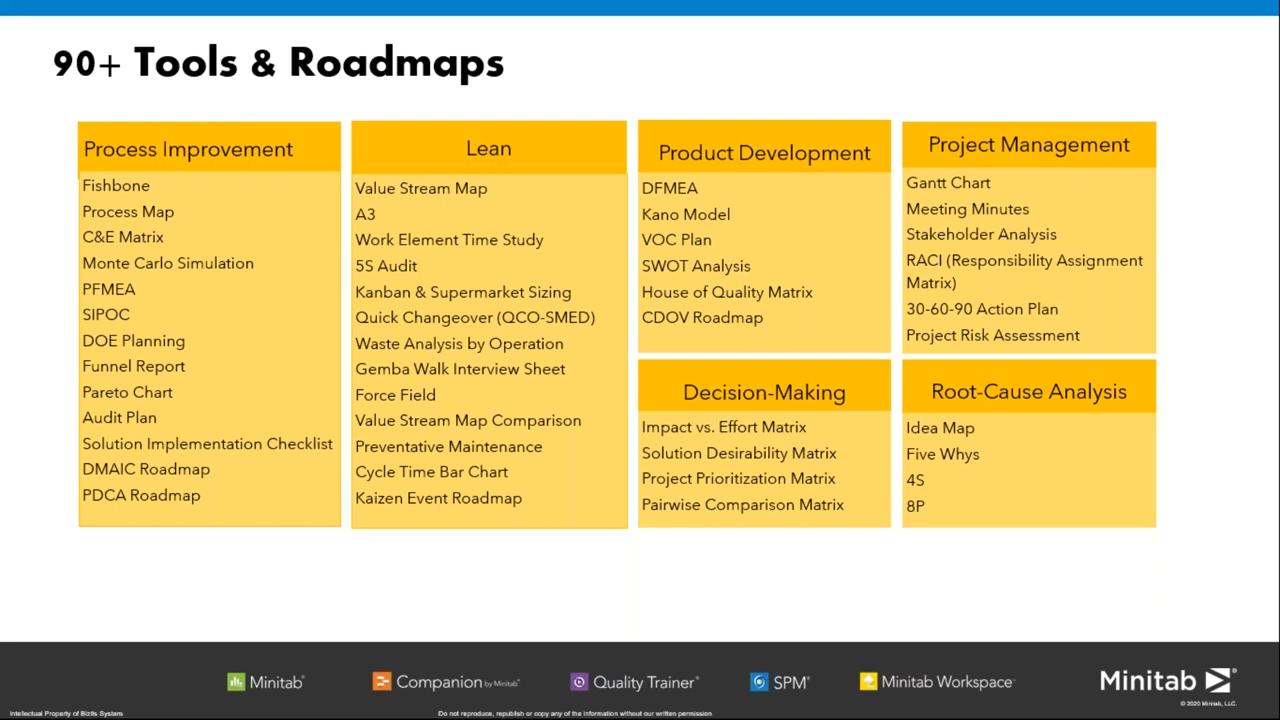 90+ Tools & Roadmaps
Process Improvement
Fishbone
Process Map
C&E Matrix
Monte Carlo Simulation
PFMEA
SIPOC
DOE Planning
Funnel Report
Pareto Chart
Audit Plan
Solution Implementation Checklist
DMAIC Roadmap
PDCA Roadmap
Lean
Value Stream Map
A3
Work Element Time Study
5S Audit
Kanban & Supermarket Sizing
Quick Changeover (QCO-SMED)
Waste Analysis by Operation
Gemba Walk Interview Sheet
Force Field
Value Stream Map Comparison
Preventative Maintenance
Cycle Time Bar Chart
Kaizen Event Roadmap
Product Development
DFMEA
Kano Model
VOC Plan
SWOT Analysis
House of Quality Matrix
CDOV Roadmap
Decision-Making
Impact vs. Effort Matrix
Solution Desirability Matrix
Project Prioritization Matrix
Pairwise Comparison Matrix
Project Management
Gantt Chart
Meeting Minutes
Stakeholder Analysis
RACI (Responsibility Assignment
Matrix)
30-60-90 Action Plan
Project Risk Assessment
Root-Cause Analysis
Idea Map
Five Whys
4S
8P
Minitab®
Companion by Minitab®
Quality Trainer®
SPM®
Minitab Workspace™
Minitab®
© 2020 Minitab, LLC.
Intellectual Property of Bizits System
Do not reproduce, republish or copy any of the information without our written permission